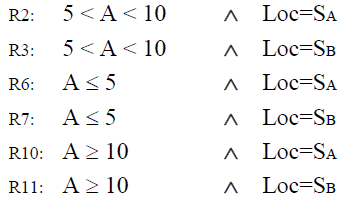 R2: 5 < A < 10 ∧ Loc=SA
R3: 5 < A < 10 ∧ Loc=SB
R6: A ≤ 5 ∧ Loc=SA
R7: A ≤ 5 ∧ Loc=SB
R10: A ≥ 10 ∧ Loc=SA
R11: A ≥ 10 ∧ Loc=SB